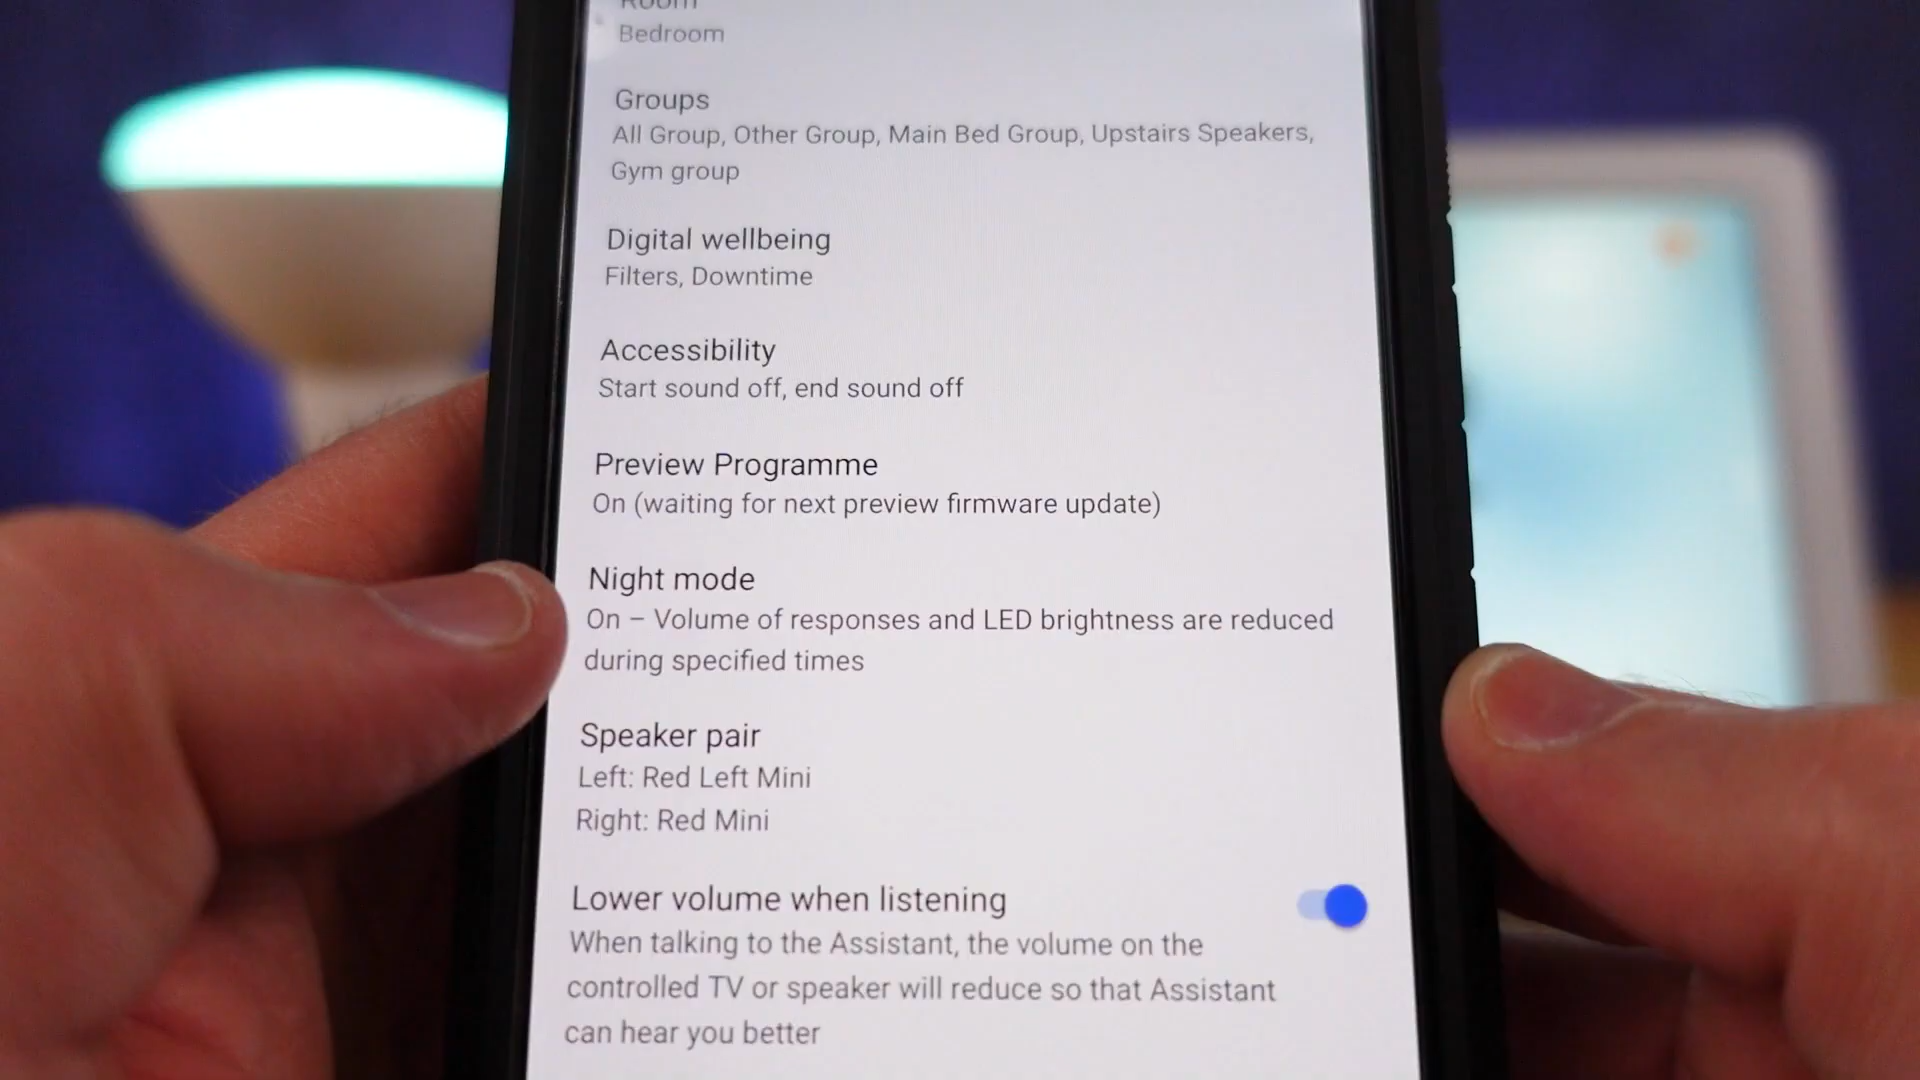 Room
Bedroom
Groups
All Group, Other Group, Main Bed Group, Upstairs Speakers,
Gym group
Digital wellbeing
Filters, Downtime
Accessibility
Start sound off, end sound off
Preview Programme
On (waiting for next preview firmware update)
Night mode
On – Volume of responses and LED brightness are reduced
during specified times
Speaker pair
Left: Red Left Mini
Right: Red Mini
Lower volume when listening
When talking to the Assistant, the volume on the
controlled TV or speaker will reduce so that Assistant
can hear you better